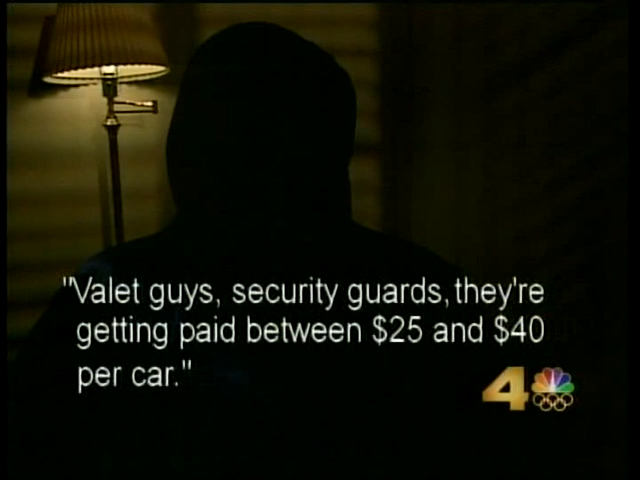 "Valet guys, security guards, they're
getting paid between $25 and $40
per car."
4